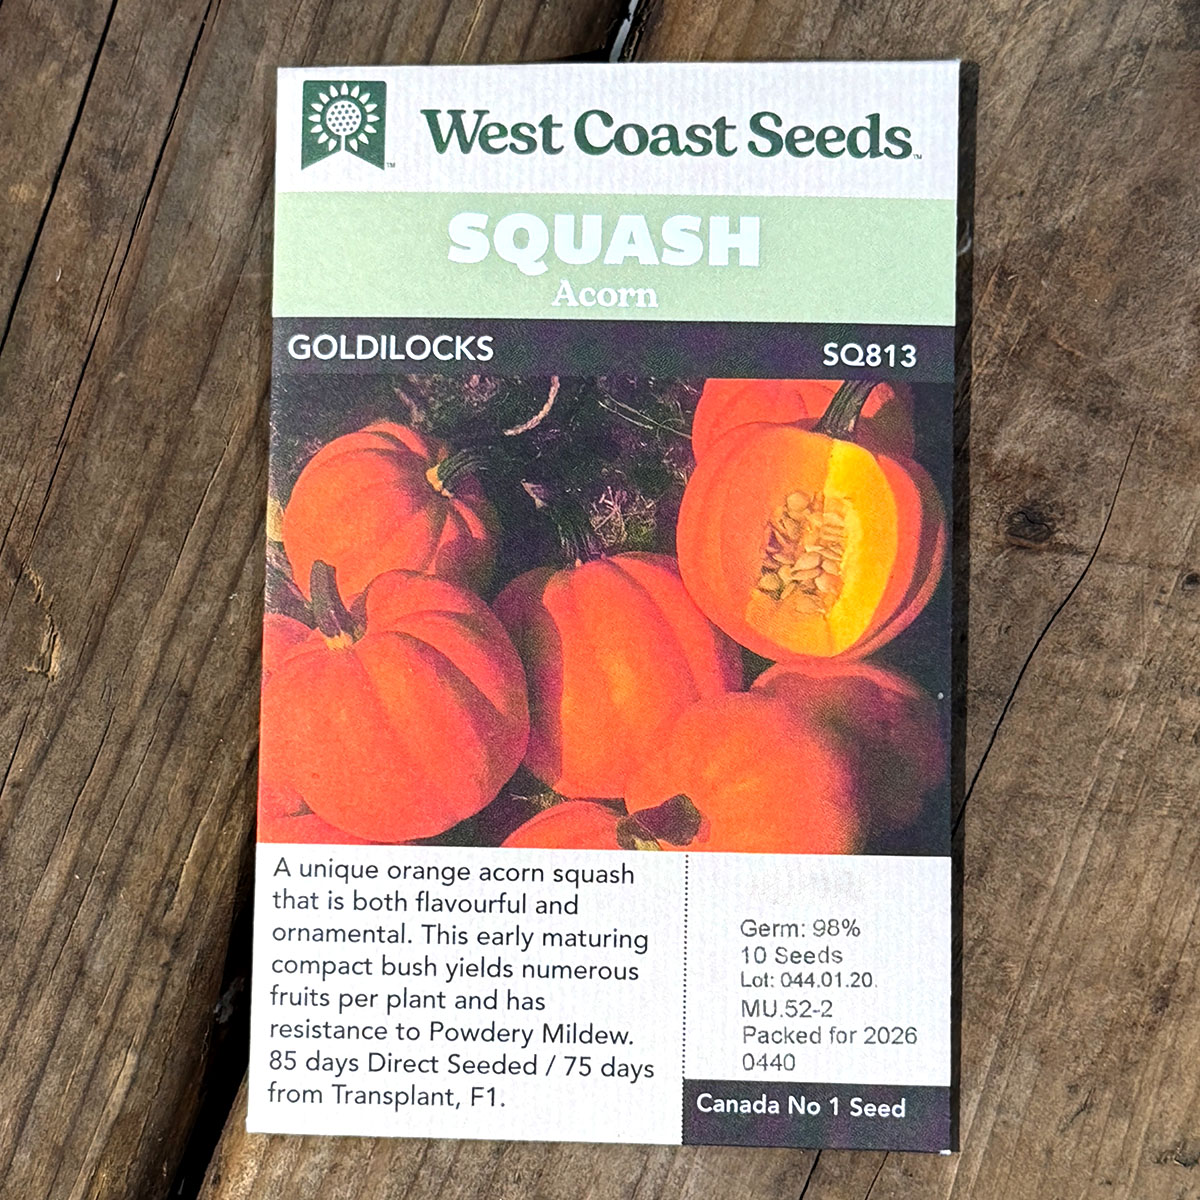 West Coast Seeds™
SQUASH
Acorn
GOLDILOCKS
SQ813
A unique orange acorn squash
that is both flavourful and
ornamental. This early maturing
compact bush yields numerous
fruits per plant and has
resistance to Powdery Mildew.
85 days Direct Seeded / 75 days
from Transplant, F1.
Germ: 98%
10 Seeds
Lot: 044.01.20.
MU.52-2
Packed for 2026
0440
Canada No 1 Seed